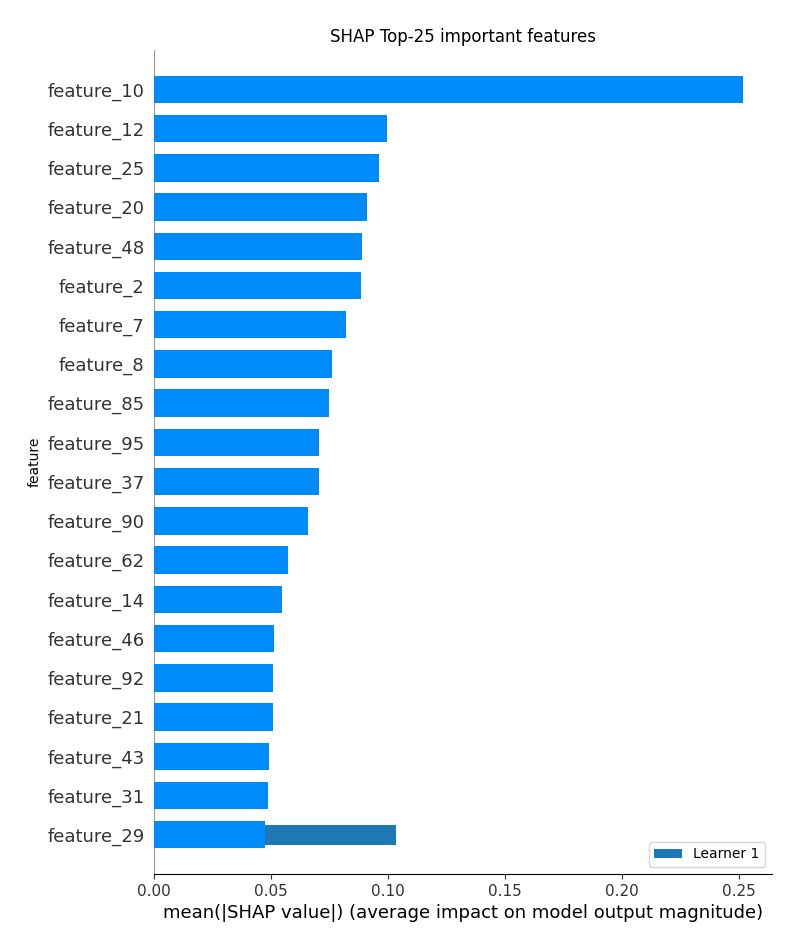 SHAP Top-25 important features
feature_10
feature_12
feature_25
feature_20
feature_48
feature_2
feature_7
feature_8
feature_85
feature_95
feature_37
feature_90
feature_62
feature_14
feature_46
feature_92
feature_21
feature_43
feature_31
feature_29
feature
Learner 1
0.00 0.05 0.10 0.15 0.20 0.25
mean(|SHAP value|) (average impact on model output magnitude)